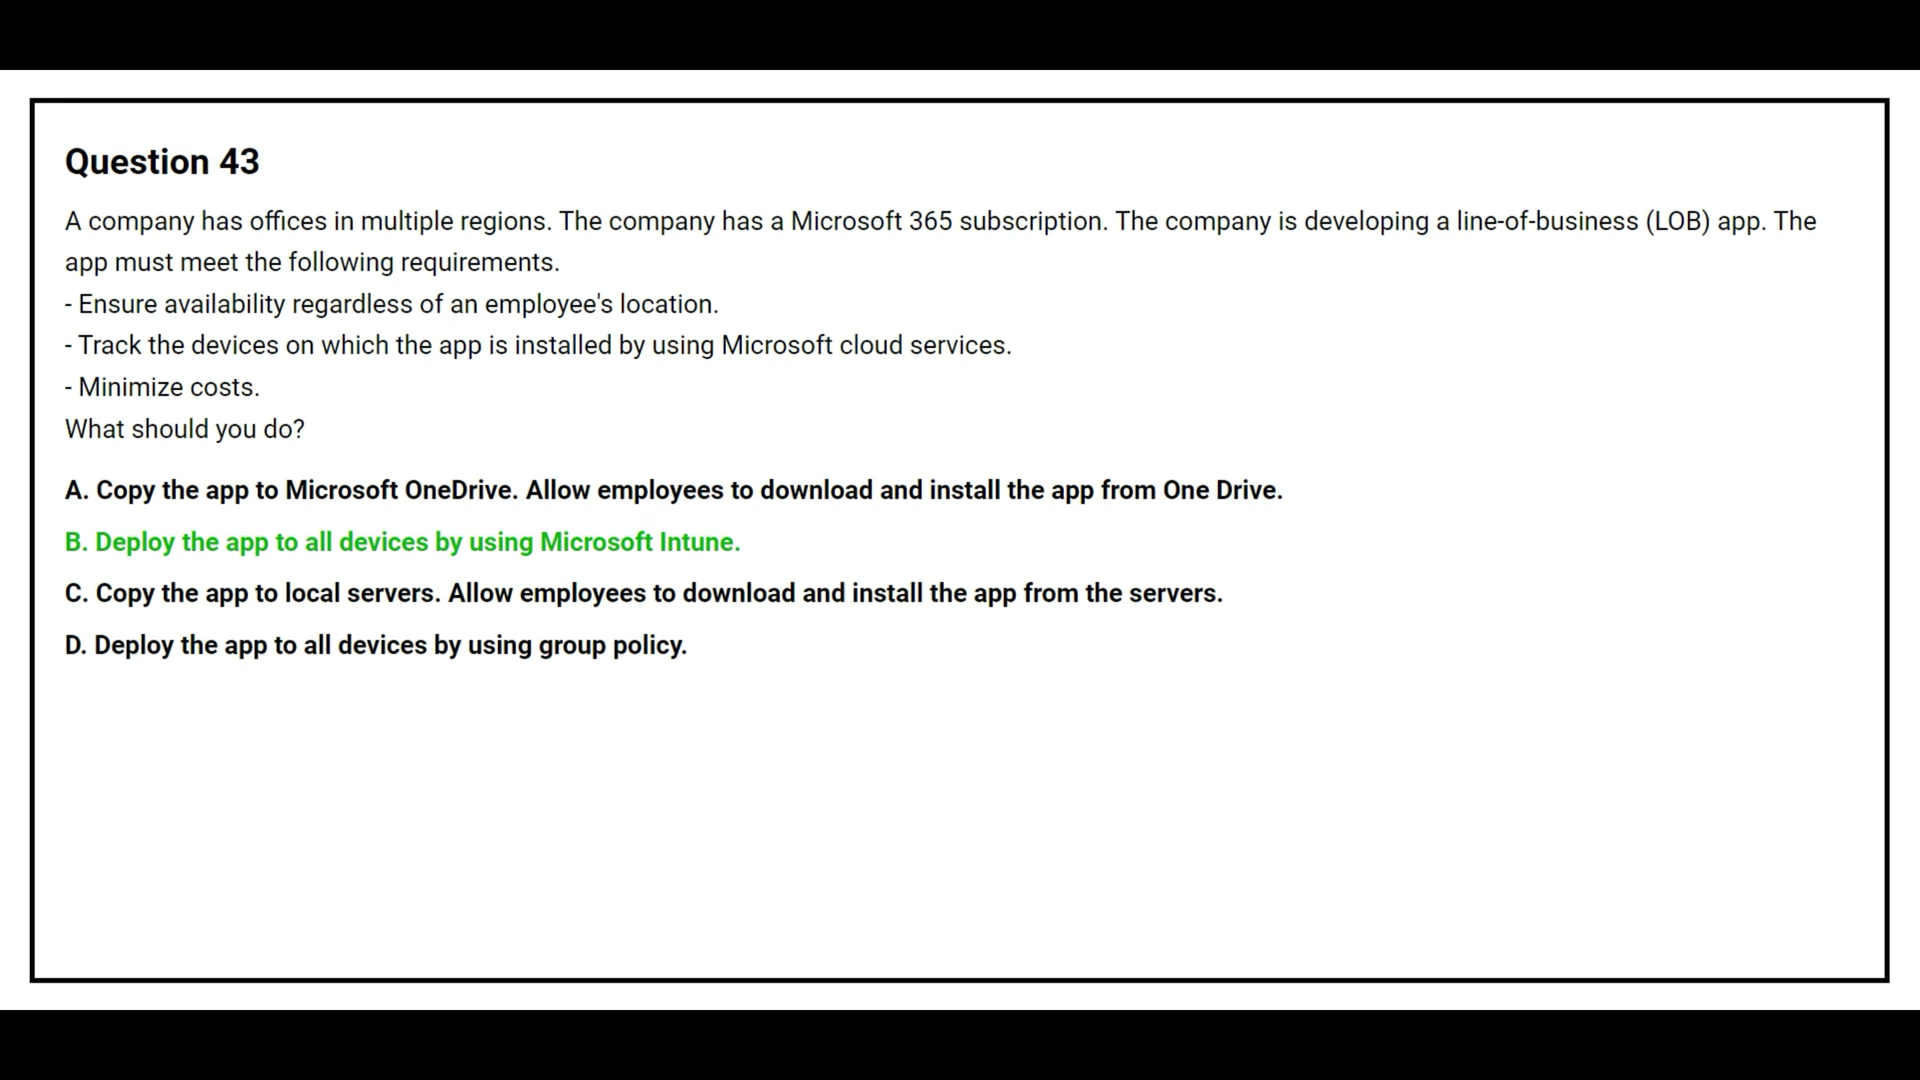 Question 43
A company has offices in multiple regions. The company has a Microsoft 365 subscription. The company is developing a line-of-business (LOB) app. The
app must meet the following requirements.
- Ensure availability regardless of an employee's location.
- Track the devices on which the app is installed by using Microsoft cloud services.
- Minimize costs.
What should you do?
A. Copy the app to Microsoft OneDrive. Allow employees to download and install the app from One Drive.
B. Deploy the app to all devices by using Microsoft Intune.
C. Copy the app to local servers. Allow employees to download and install the app from the servers.
D. Deploy the app to all devices by using group policy.